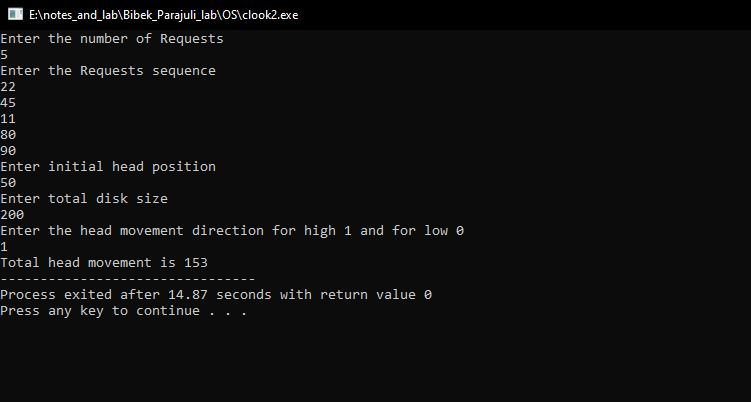 E:\notes_and_lab\Bibek_Parajuli_lab\OS\clook2.exe
Enter the number of Requests
5
Enter the Requests sequence
22
45
11
80
90
Enter initial head position
50
Enter total disk size
200
Enter the head movement direction for high 1 and for low 0
1
Total head movement is 153
--------------------------------
Process exited after 14.87 seconds with return value 0
Press any key to continue . . .